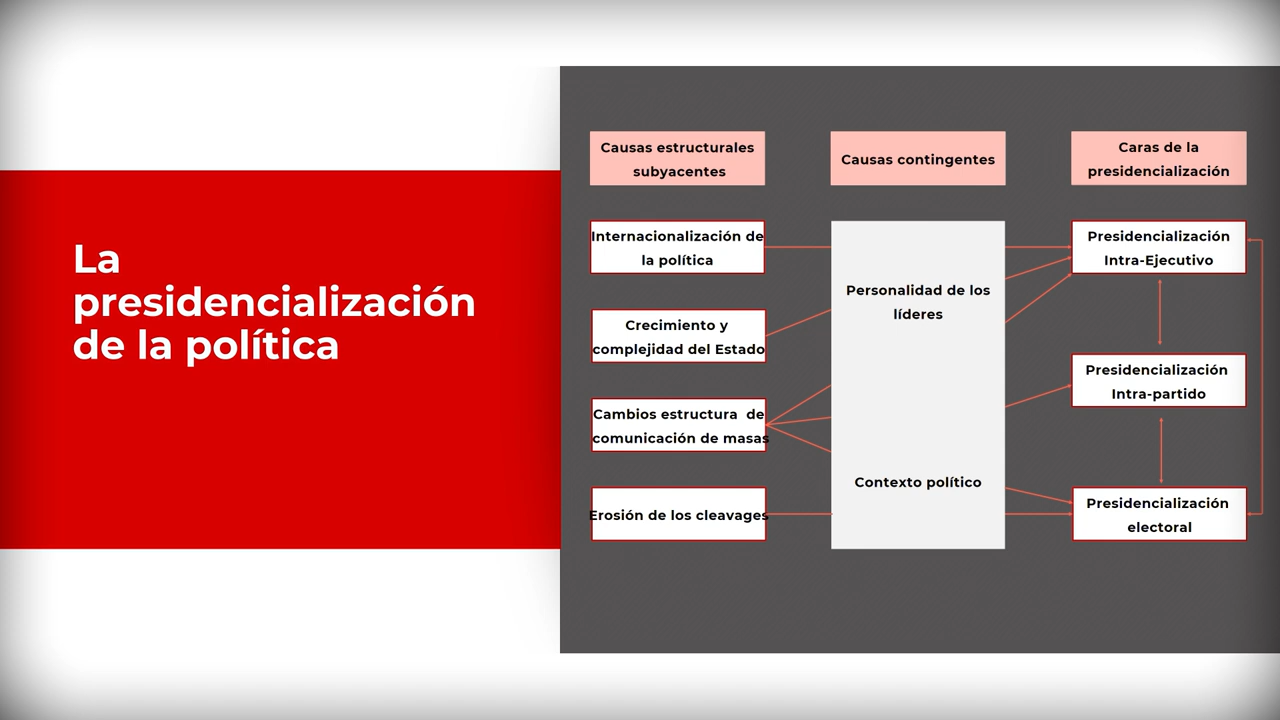 La
presidencialización
de la política
Causas estructurales
subyacentes
Causas contingentes
Caras de la
presidencialización
Internacionalización de
la política
Crecimiento y
complejidad del Estado
Cambios estructura  de
comunicación de masas
Erosión de los cleavages
Personalidad de los
líderes
Contexto político
Presidencialización
Intra-Ejecutivo
Presidencialización
Intra-partido
Presidencialización
electoral